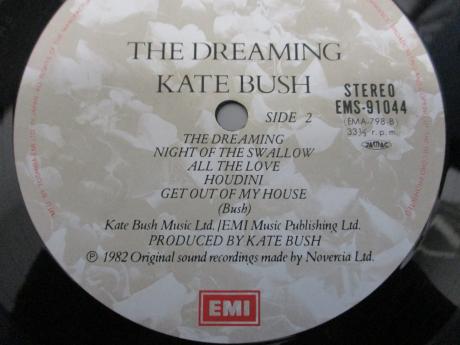 THE DREAMING
KATE BUSH
STEREO
EMS-91044
SIDE 2
(EMA-798-B)
33⅓ r.p.m.
JASRAC
THE DREAMING
NIGHT OF THE SWALLOW
ALL THE LOVE
HOUDINI
GET OUT OF MY HOUSE
(Bush)
Kate Bush Music Ltd. /EMI Music Publishing Ltd.
PRODUCED BY KATE BUSH
℗ 1982 Original sound recordings made by Novercia Ltd.
EMI